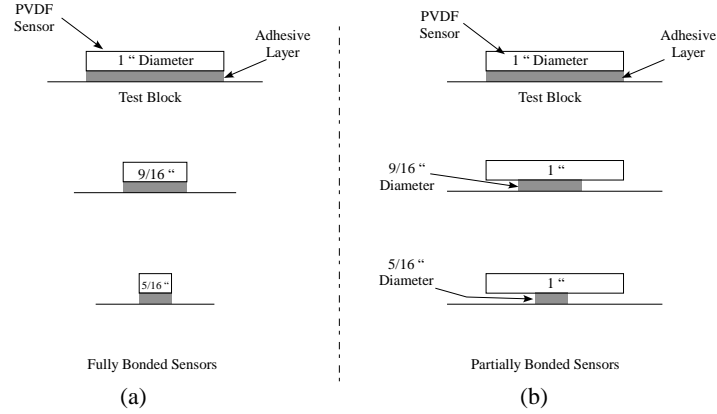 PVDF
Sensor
1 “ Diameter
Adhesive
Layer
Test Block
9/16 “
5/16 “
Fully Bonded Sensors
(a)
PVDF
Sensor
1 “ Diameter
Adhesive
Layer
Test Block
9/16 “
Diameter
1 “
5/16 “
Diameter
1 “
Partially Bonded Sensors
(b)